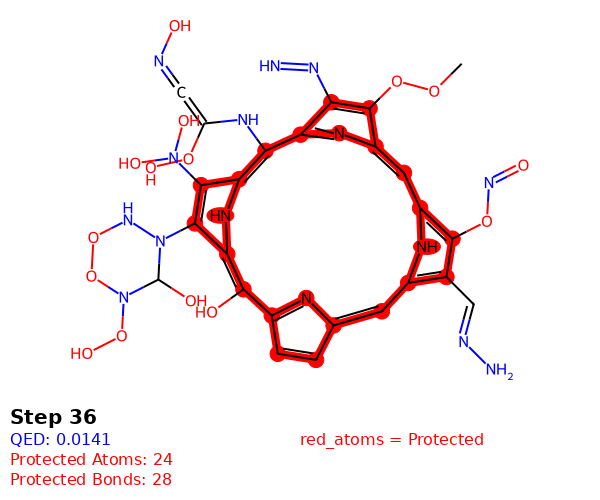 OH
N
HN N
O
O
C
NH
OH
N
HO
O
O
H
N
O
N
O
HN
NH
H
N
O
N
O
N
OH
HO
N
O
HO
N
NH2
Step 36
QED: 0.0141
red_atoms = Protected
Protected Atoms: 24
Protected Bonds: 28